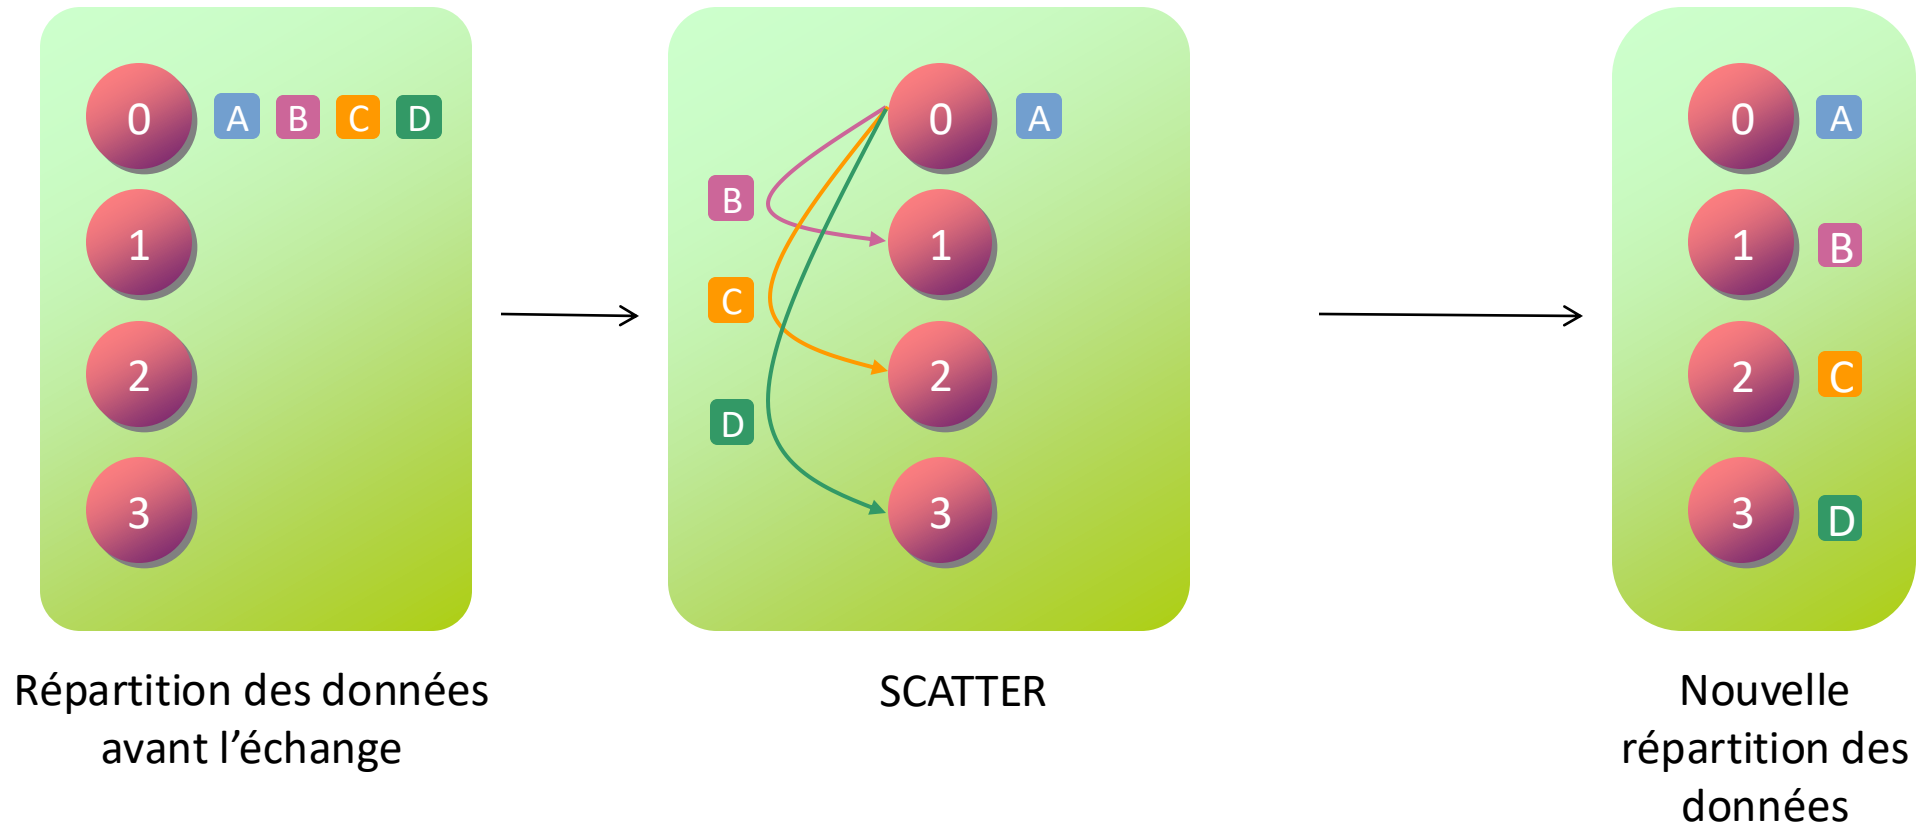 0 A B C D
1
2
3
Répartition des données
avant l’échange
0 A
B
1
C
2
D
3
SCATTER
0 A
1 B
2 C
3 D
Nouvelle
répartition des
données